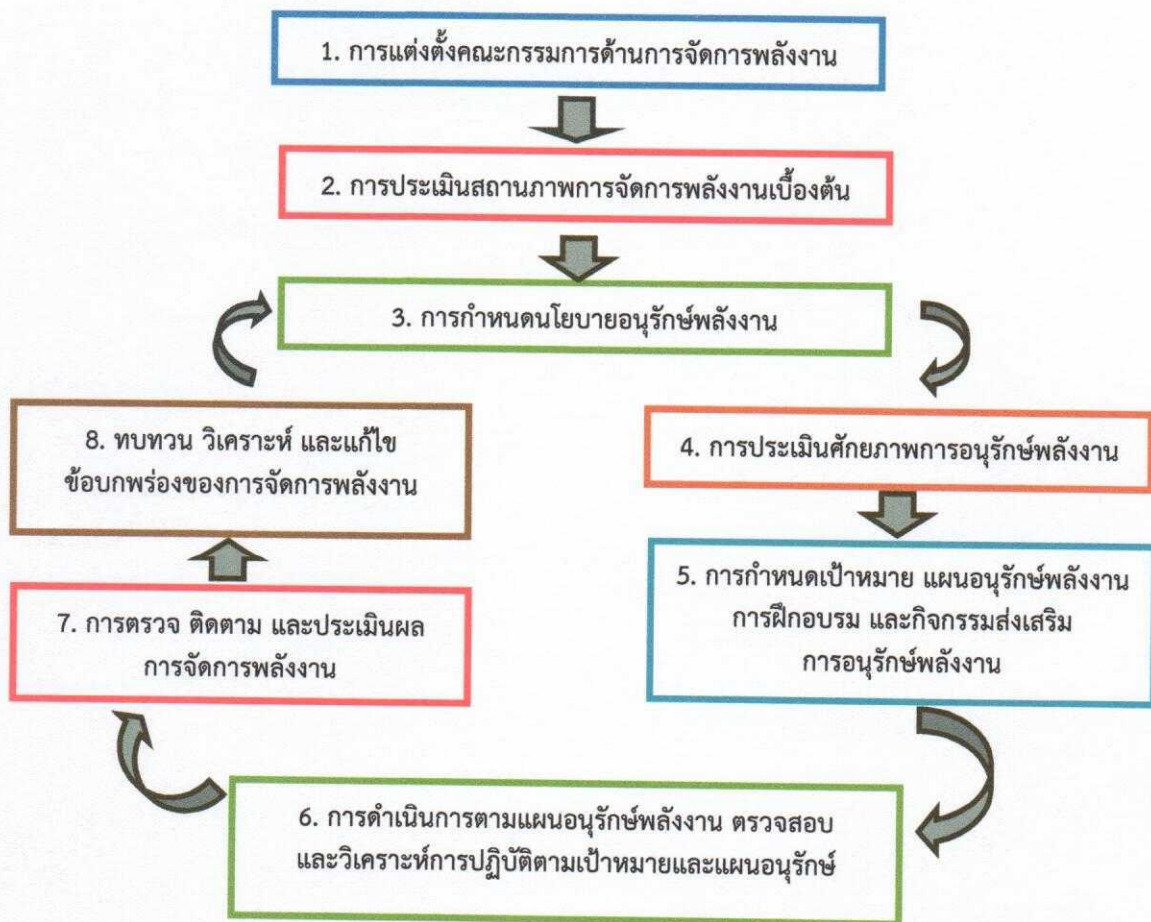 1. การแต่งตั้งคณะกรรมการด้านการจัดการพลังงาน
2. การประเมินสถานภาพการจัดการพลังงานเบื้องต้น
3. การกำหนดนโยบายอนุรักษ์พลังงาน
4. การประเมินศักยภาพการอนุรักษ์พลังงาน
5. การกำหนดเป้าหมาย แผนอนุรักษ์พลังงาน
การฝึกอบรม และกิจกรรมส่งเสริม
การอนุรักษ์พลังงาน
6. การดำเนินการตามแผนอนุรักษ์พลังงาน ตรวจสอบ
และวิเคราะห์การปฏิบัติตามเป้าหมายและแผนอนุรักษ์
7. การตรวจ ติดตาม และประเมินผล
การจัดการพลังงาน
8. ทบทวน วิเคราะห์ และแก้ไข
ข้อบกพร่องของการจัดการพลังงาน